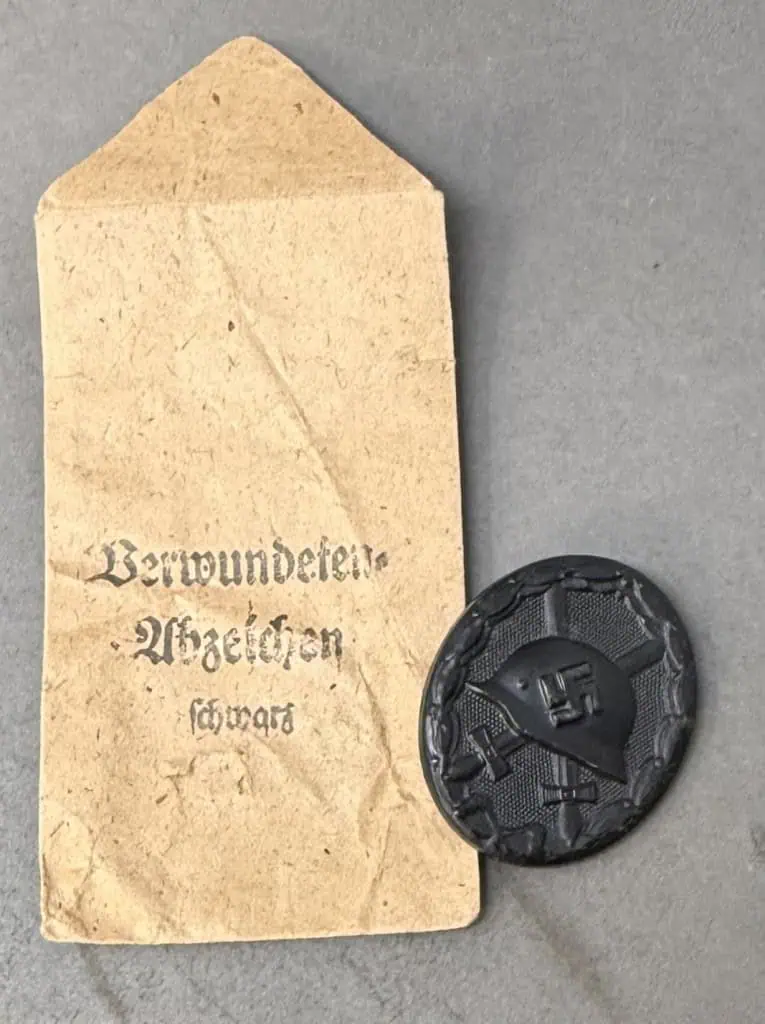 Verwundeten-
Abzeichen
schwarz